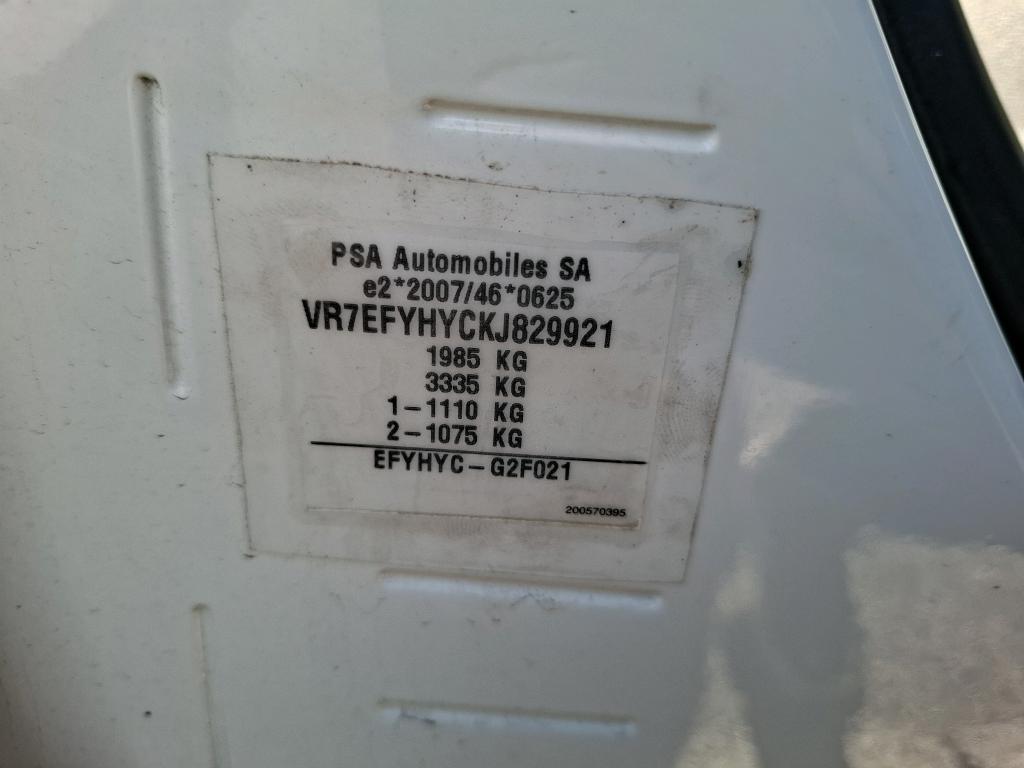 PSA Automobiles SA
e2*2007/46*0625
VR7EFYHYCKJ829921
1985 KG
3335 KG
1-1110 KG
2-1075 KG
EFYHYC-G2F021
200570395